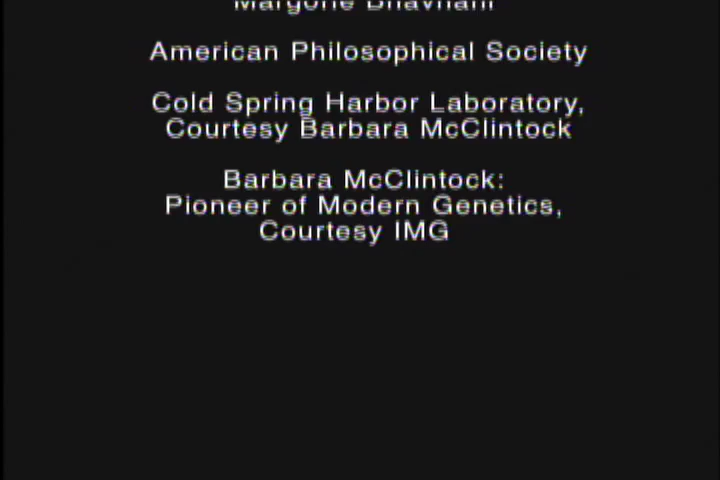 American Philosophical Society
Cold Spring Harbor Laboratory,
Courtesy Barbara McClintock
Barbara McClintock:
Pioneer of Modern Genetics,
Courtesy IMG